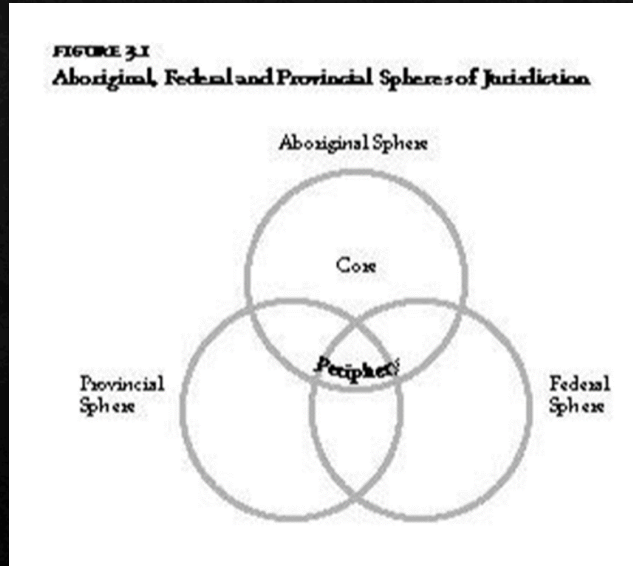 FIGURE 3.1
Aboriginal, Federal and Provincial Spheres of Jurisdiction
Aboriginal Sphere
Core
Periphery
Provincial
Sphere
Federal
Sphere